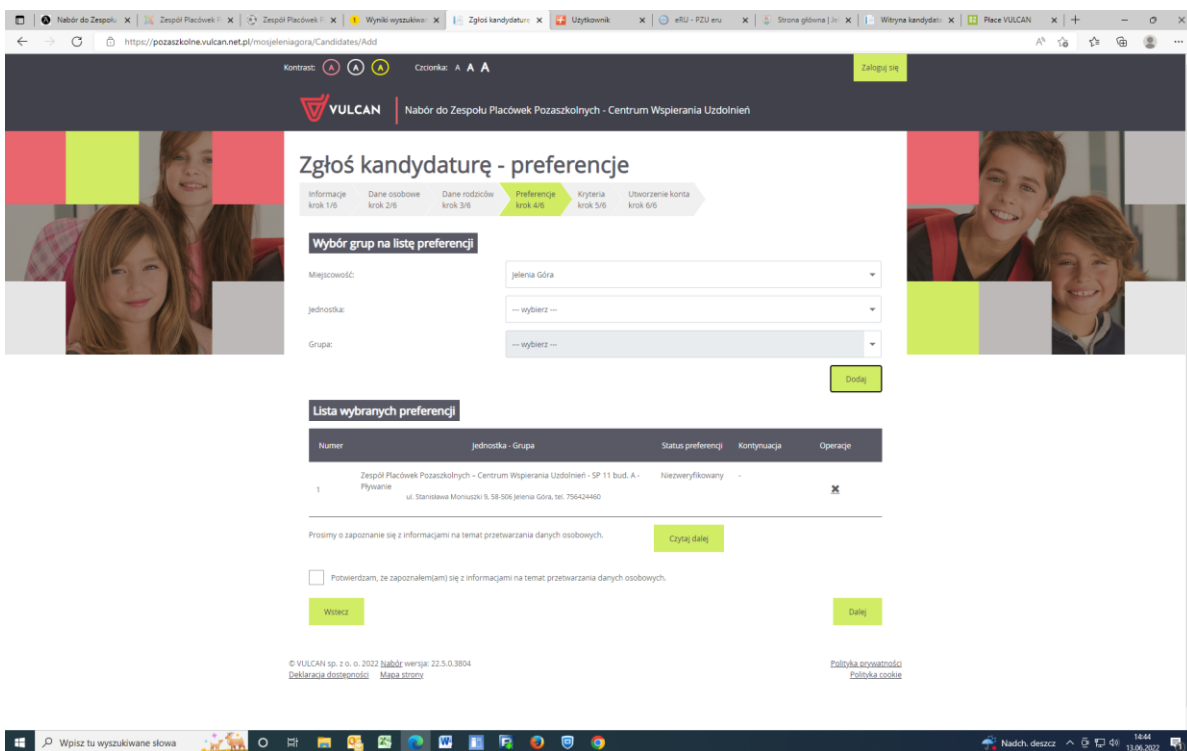 Nabór do Zespołu
Zespół Placówek P
Zespół Placówek P
Wyniki wyszukiwan
Zgłoś kandydaturę
Użytkownik
eRU - PZU eru
Strona główna | Je
Witryna kandydata
Płace VULCAN
https://pozaszkolne.vulcan.net.pl/mosjeleniagora/Candidates/Add
Kontrast: A A A Czcionka: A A A
Zaloguj się
VULCAN Nabór do Zespołu Placówek Pozaszkolnych - Centrum Wspierania Uzdolnień
Zgłoś kandydaturę - preferencje
Informacje Dane osobowe Dane rodziców Preferencje Kryteria Utworzenie konta
krok 1/6 krok 2/6 krok 3/6 krok 4/6 krok 5/6 krok 6/6
Wybór grup na listę preferencji
Miejscowość: Jelenia Góra
Jednostka: --- wybierz ---
Grupa: --- wybierz ---
Dodaj
Lista wybranych preferencji
Numer Jednostka - Grupa Status preferencji Kontynuacja Operacje
Zespół Placówek Pozaszkolnych – Centrum Wspierania Uzdolnień - SP 11 bud. A - Niezweryfikowany -
1 Pływanie
ul. Stanisława Moniuszki 9, 58-506 Jelenia Góra, tel. 756424460
Prosimy o zapoznanie się z informacjami na temat przetwarzania danych osobowych. Czytaj dalej
Potwierdzam, że zapoznałem(am) się z informacjami na temat przetwarzania danych osobowych.
Wstecz Dalej
© VULCAN sp. z o. o. 2022 Nabór wersja: 22.5.0.3804 Polityka prywatności
Deklaracja dostępności Mapa strony Polityka cookie
Wpisz tu wyszukiwane słowa
Nadch. deszcz
14:44
13.06.2022